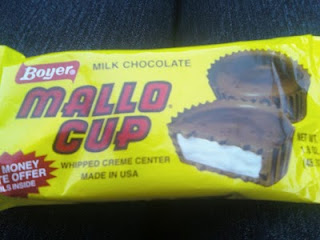 Boyer®
MILK CHOCOLATE
MALLO®
CUP
WHIPPED CREME CENTER
MADE IN USA
MONEY
OFFER
INSIDE
NET WT